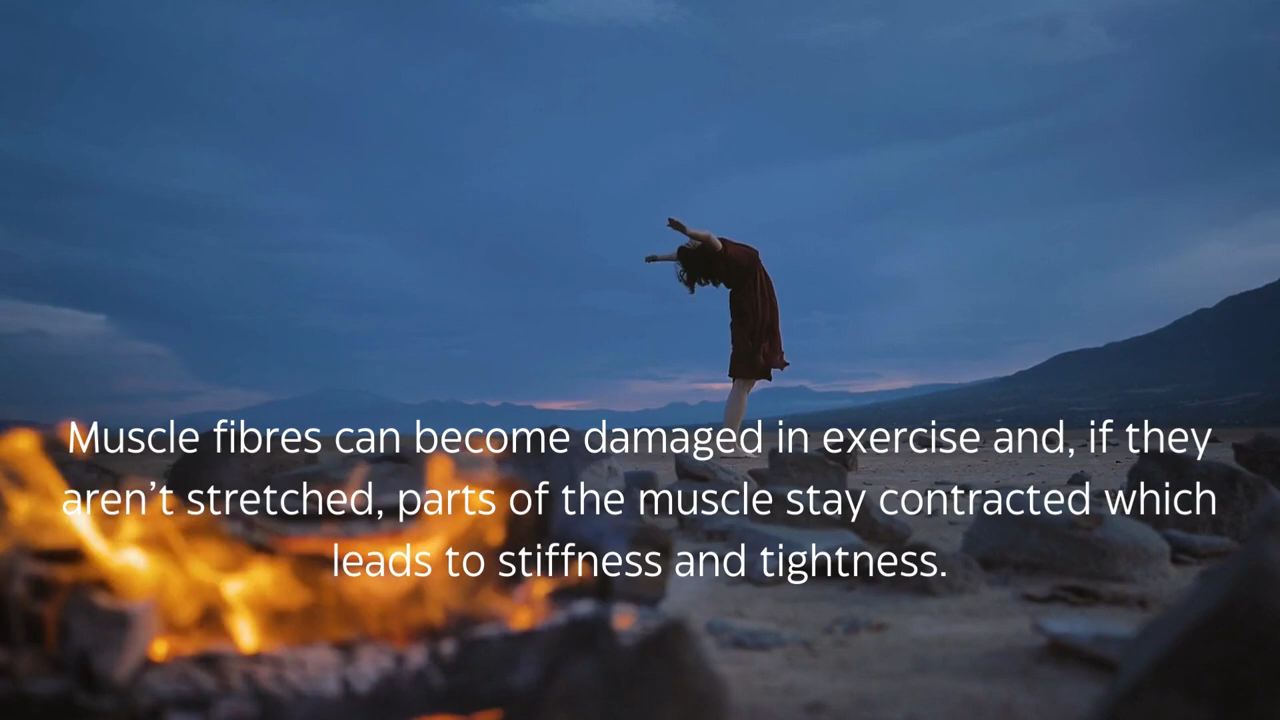 Muscle fibres can become damaged in exercise and, if they
aren’t stretched, parts of the muscle stay contracted which
leads to stiffness and tightness.